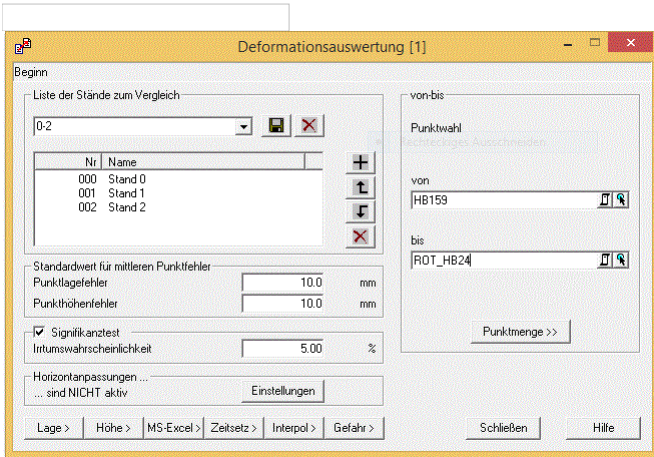 Deformationsauswertung [1]
Beginn
Liste der Stände zum Vergleich
0-2
Nr Name
000 Stand 0
001 Stand 1
002 Stand 2
Standardwert für mittleren Punktfehler
Punktlagefehler 10.0 mm
Punkthöhenfehler 10.0 mm
Signifikanztest
Irrtumswahrscheinlichkeit 5.00 %
Horizontanpassungen ...
... sind NICHT aktiv Einstellungen
Lage > Höhe > MS-Excel > Zeitsetz > Interpol > Gefahr >
von-bis
Punktwahl
Rechteckiges Ausschneiden
von
HB159
bis
ROT_HB24
Punktmenge >>
Schließen Hilfe